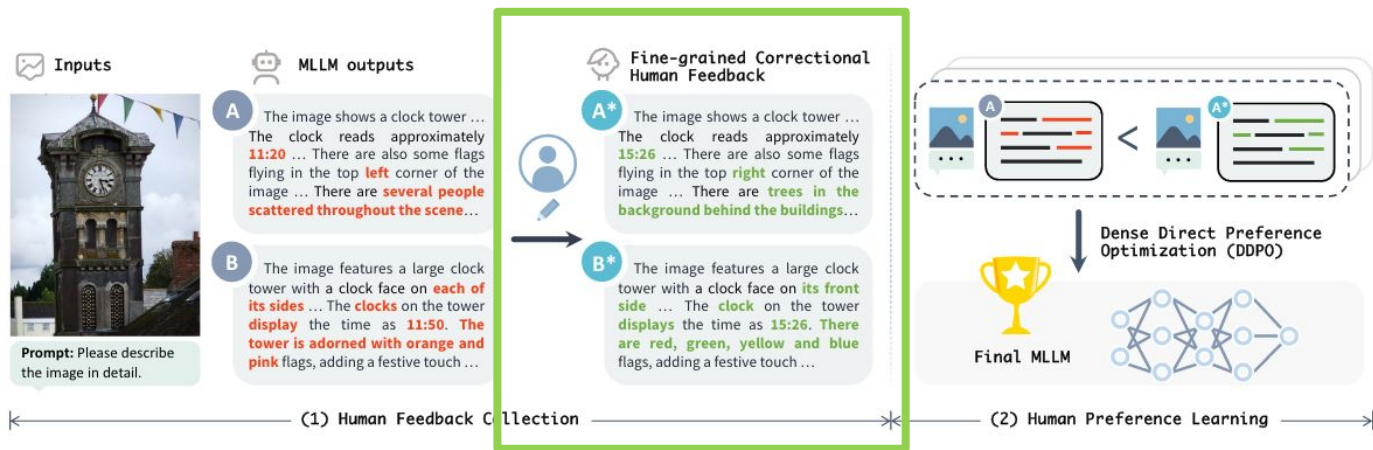 Inputs
MLLM outputs
Fine-grained Correctional
Human Feedback
A
The image shows a clock tower ...
The clock reads approximately
11:20 ... There are also some flags
flying in the top left corner of the
image ... There are several people
scattered throughout the scene...
B
The image features a large clock
tower with a clock face on each of
its sides ... The clocks on the tower
display the time as 11:50. The
tower is adorned with orange and
pink flags, adding a festive touch ...
Prompt: Please describe
the image in detail.
A*
The image shows a clock tower ...
The clock reads approximately
15:26 ... There are also some flags
flying in the top right corner of the
image ... There are trees in the
background behind the buildings...
B*
The image features a large clock
tower with a clock face on its front
side ... The clock on the tower
displays the time as 15:26. There
are red, green, yellow and blue
flags, adding a festive touch ...
A
<
A*
Dense Direct Preference
Optimization (DDPO)
Final MLLM
(1) Human Feedback Collection
(2) Human Preference Learning